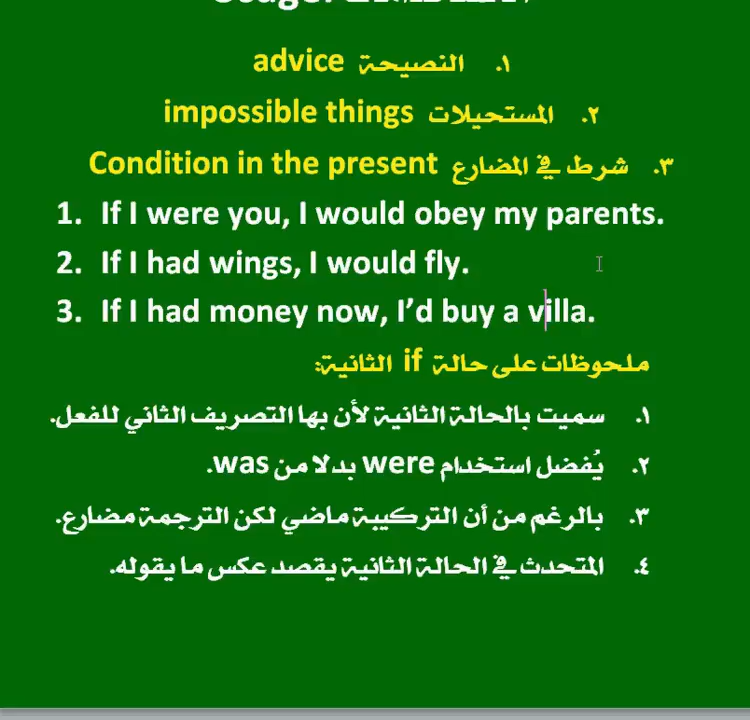 ١. النصيحة advice
٢. المستحيلات impossible things
٣. شرط في المضارع Condition in the present
1. If I were you, I would obey my parents.
2. If I had wings, I would fly.
3. If I had money now, I’d buy a villa.
ملحوظات على حالة if الثانية:
١. سميت بالحالة الثانية لأن بها التصريف الثاني للفعل.
٢. يُفضل استخدام were بدلا من was.
٣. بالرغم من أن التركيبة ماضي لكن الترجمة مضارع.
٤. المتحدث في الحالة الثانية يقصد عكس ما يقوله.